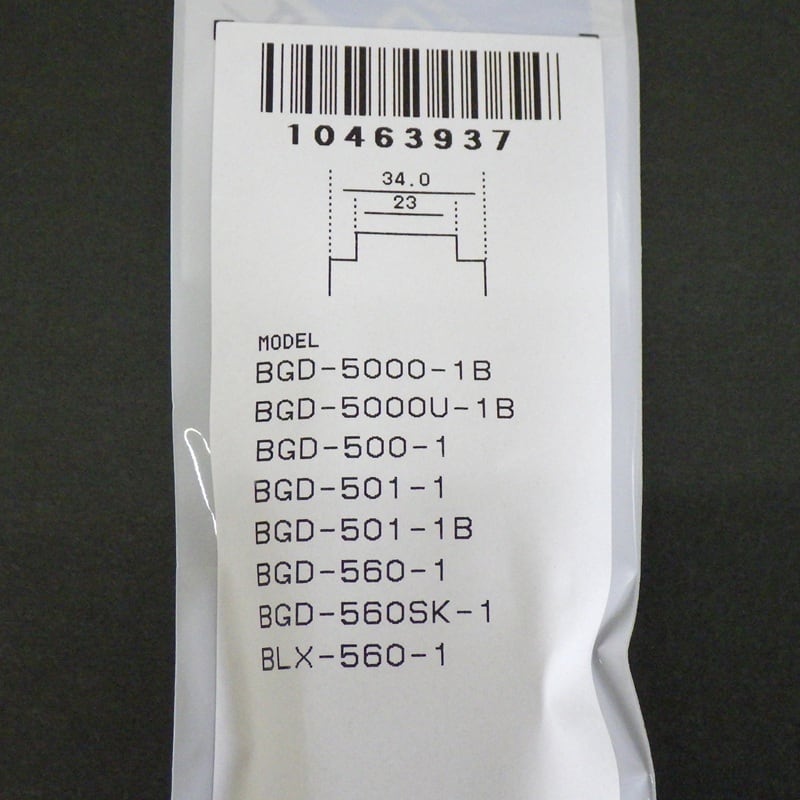 10463937
34.0
23
MODEL
BGD-5000-1B
BGD-5000U-1B
BGD-500-1
BGD-501-1
BGD-501-1B
BGD-560-1
BGD-560SK-1
BLX-560-1